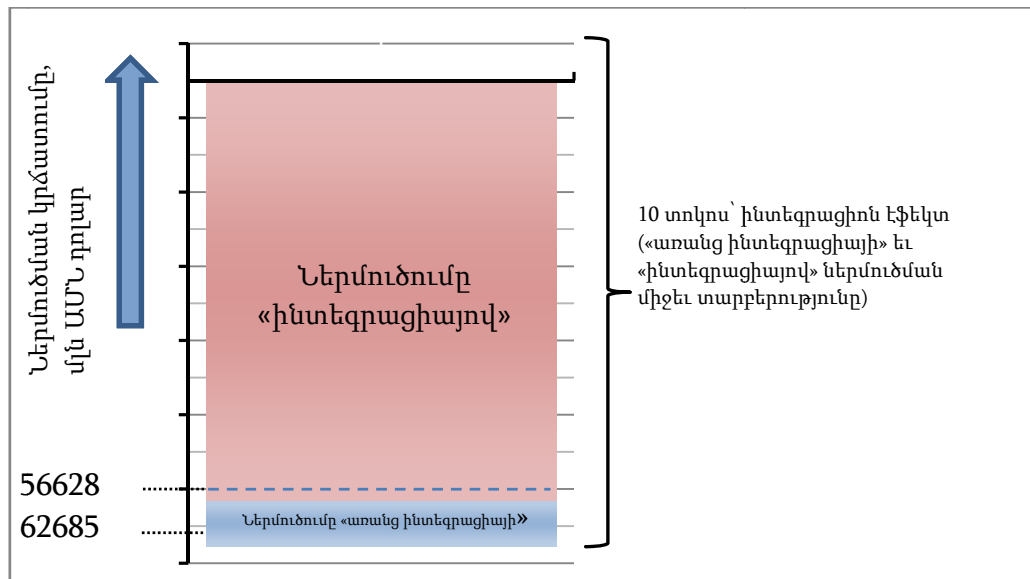 Ներմուծման կրճատումը,
մլն ԱՄՆ դոլար
Ներմուծումը
«ինտեգրացիայով»
10 տոկոս՝ ինտեգրացիոն էֆեկտ
(«առանց ինտեգրացիայի» եւ
«ինտեգրացիայով» ներմուծման
միջեւ տարբերությունը)
56628
Ներմուծումը «առանց ինտեգրացիայի»
62685